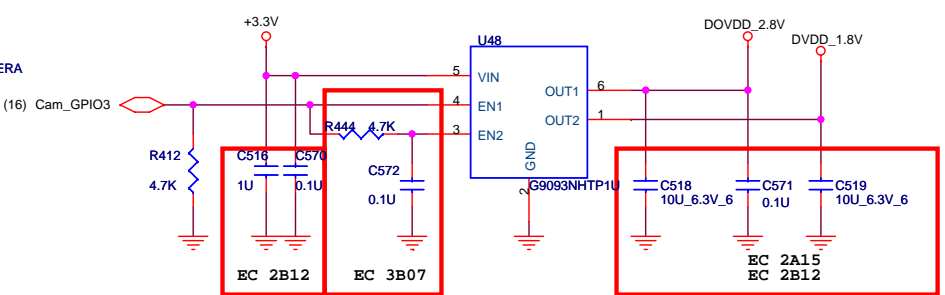 +3.3V
DOVDD_2.8V
DVDD_1.8V
U48
ERA
5
VIN
(16) Cam_GPIO3
4
EN1
OUT1
6
R444 4.7K
3
EN2
OUT2
1
GND
R412
4.7K
C516
1U
C570
0.1U
C572
0.1U
2
G9093NHTP1U
C518
10U_6.3V_6
C571
0.1U
C519
10U_6.3V_6
EC 2B12
EC 3B07
EC 2A15
EC 2B12